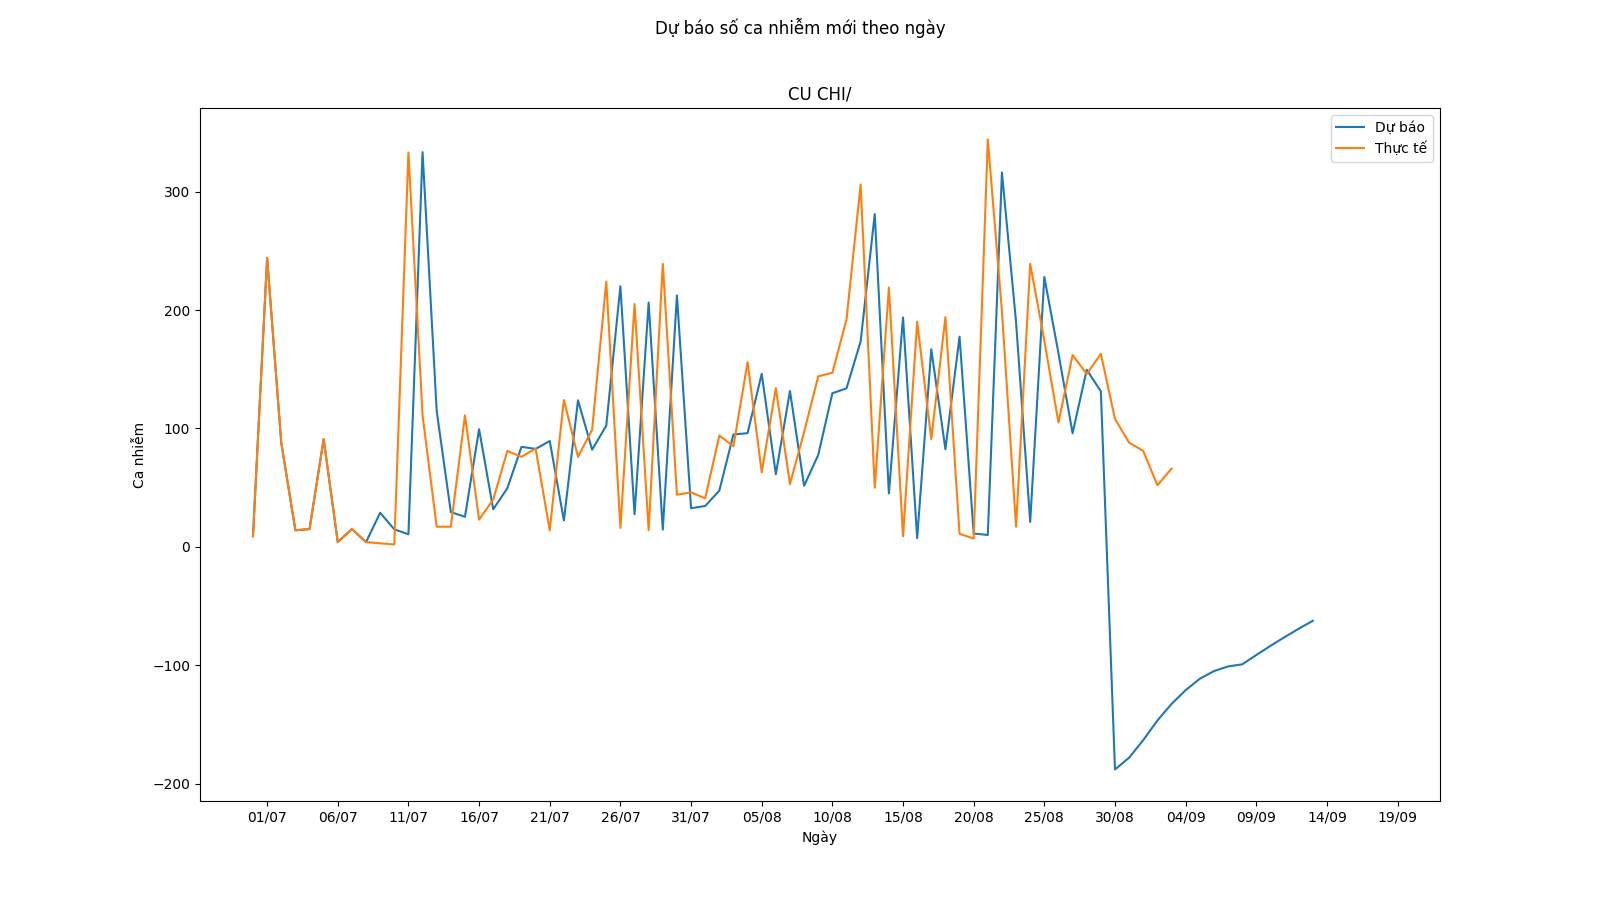 Dự báo số ca nhiễm mới theo ngày
CU CHI/
Dự báo
Thực tế
300
200
100
0
−100
−200
Ca nhiễm
01/07 06/07 11/07 16/07 21/07 26/07 31/07 05/08 10/08 15/08 20/08 25/08 30/08 04/09 09/09 14/09 19/09
Ngày